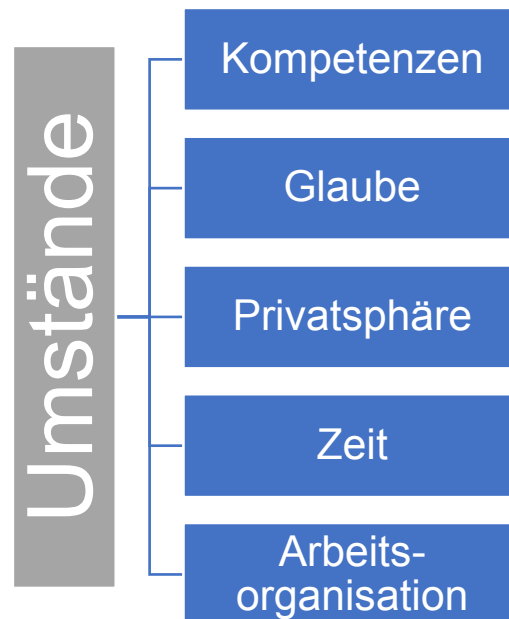 Umstände
Kompetenzen
Glaube
Privatsphäre
Zeit
Arbeits-
organisation